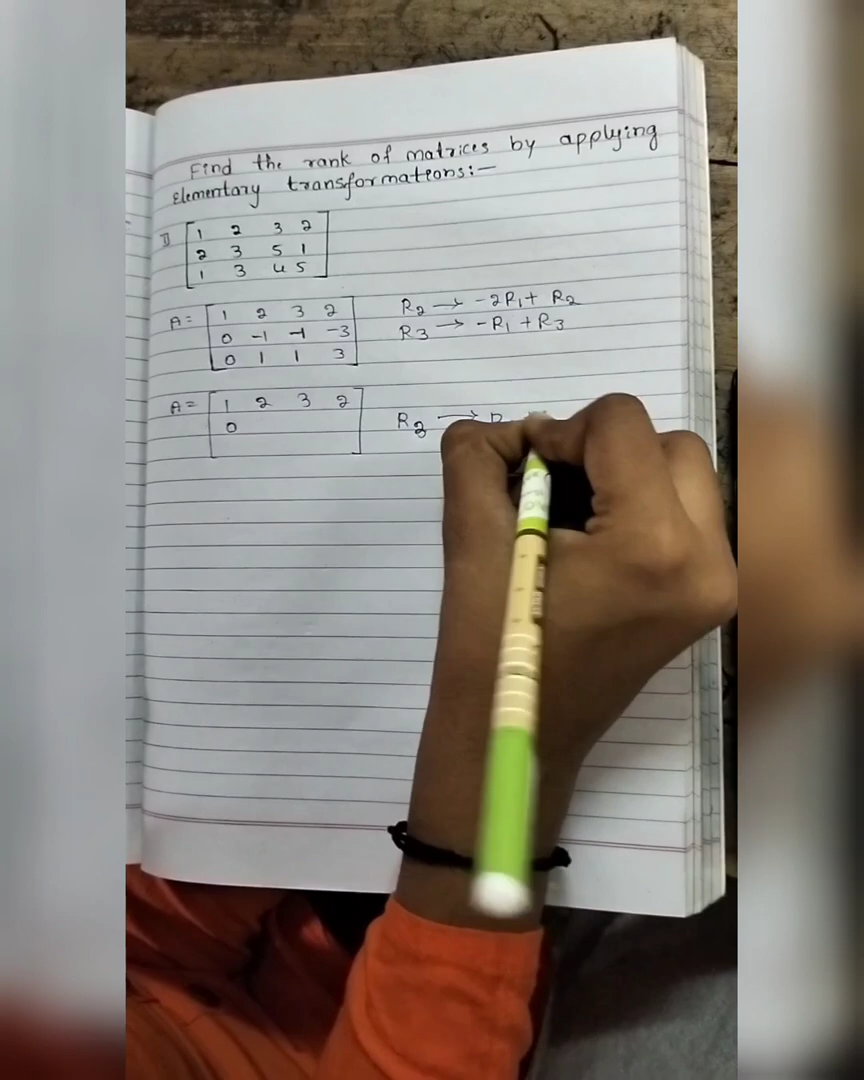 Find the rank of matrices by applying
Elementary transformateons:-
1) [ 1 2 3 2
2 3 5 1
1 3 4 5 ]
A = [ 1 2 3 2
0 -1 -1 -3
0 1 1 3 ]
R2 → -2R1 + R2
R3 → -R1 + R3
A = [ 1 2 3 2
0 ]
R2 → R